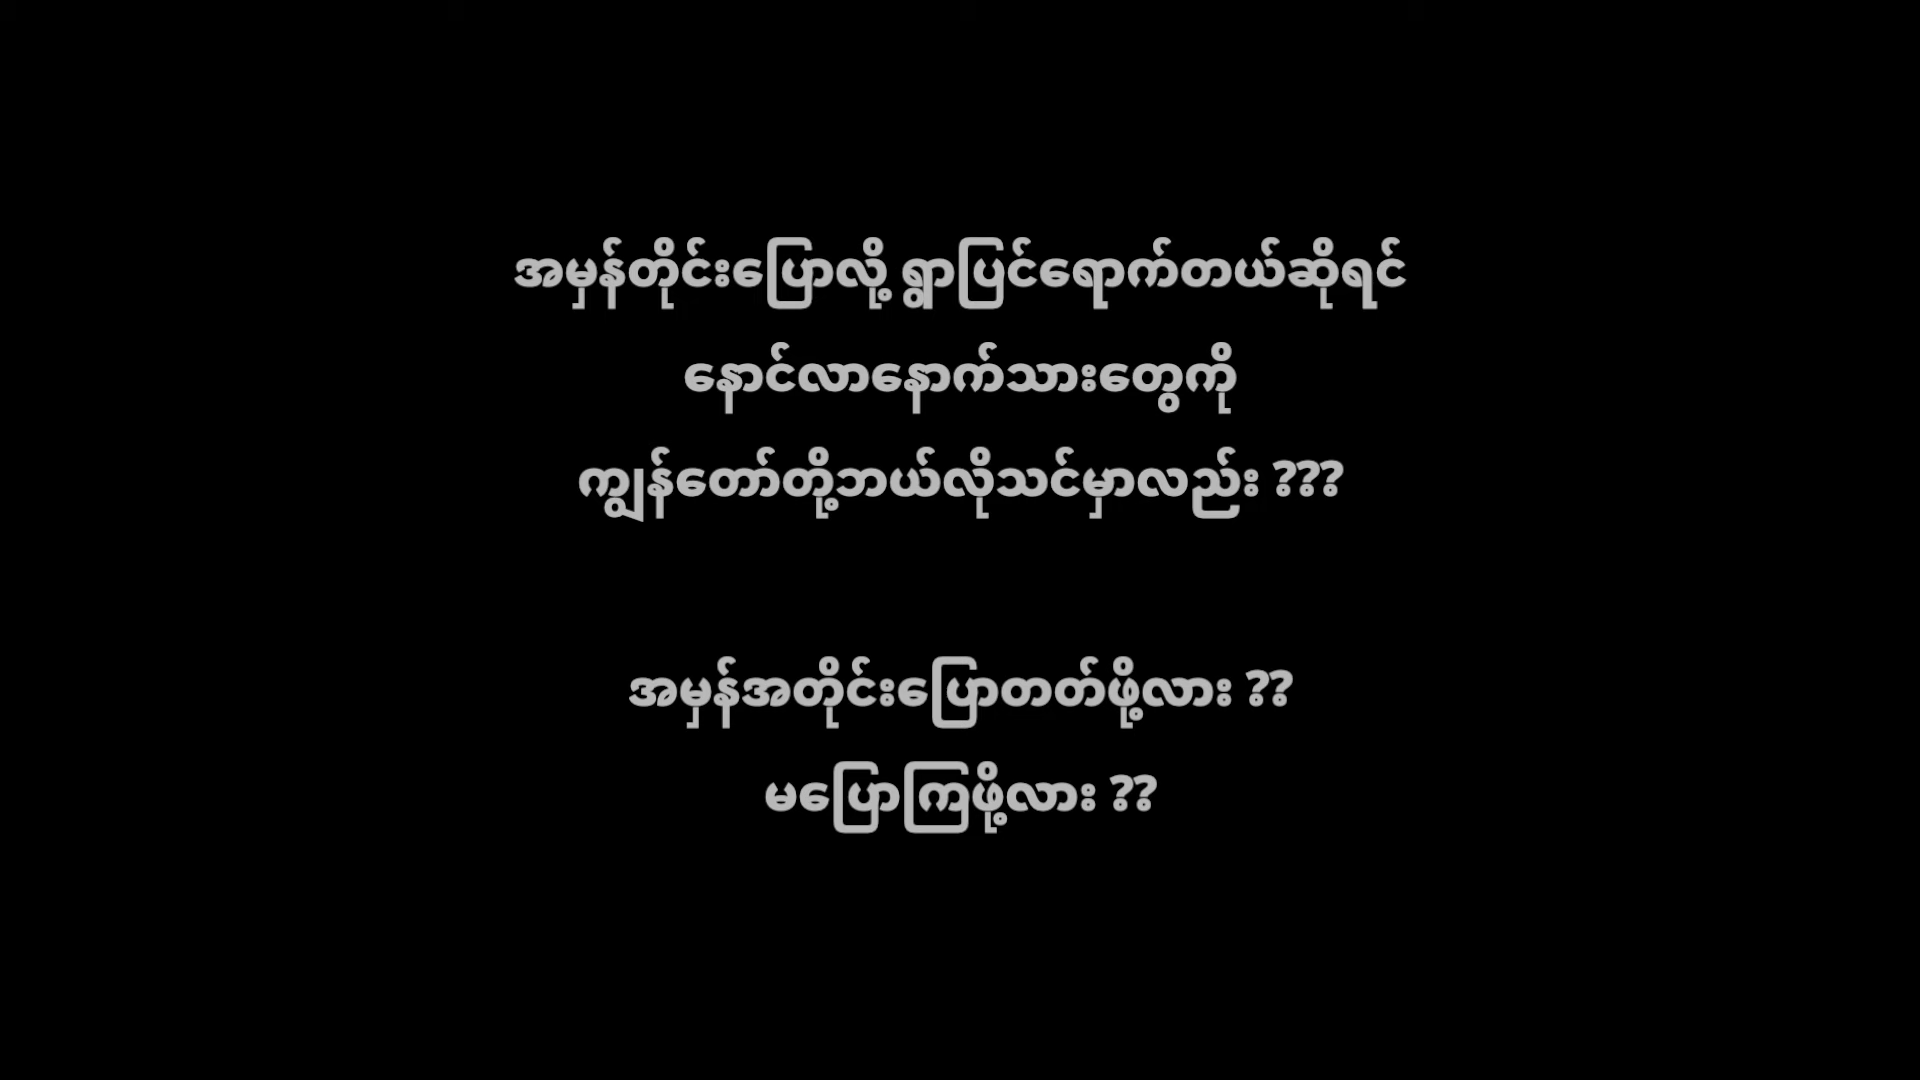 အမှန်တိုင်းပြောလို့ ရွာပြင်ရောက်တယ်ဆိုရင်
နောင်လာနောက်သားတွေကို
ကျွန်တော်တို့ဘယ်လိုသင်မှာလည်း ???
အမှန်အတိုင်းပြောတတ်ဖို့လား ??
မပြောကြဖို့လား ??